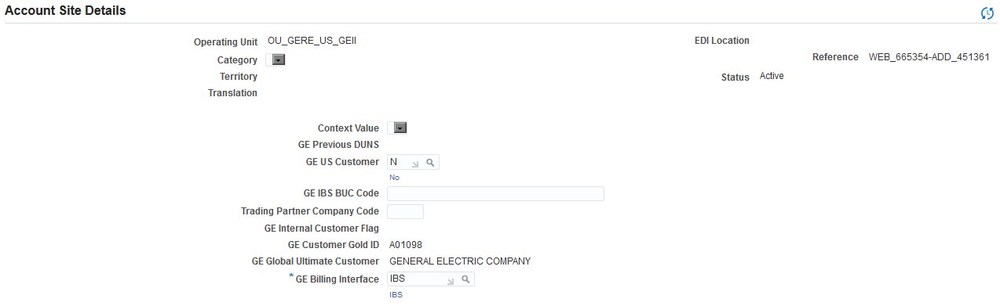 Account Site Details
Operating Unit OU_GERE_US_GEII
EDI Location
Category
Reference WEB_665354-ADD_451361
Territory
Status Active
Translation
Context Value
GE Previous DUNS
GE US Customer N
No
GE IBS BUC Code
Trading Partner Company Code
GE Internal Customer Flag
GE Customer Gold ID A01098
GE Global Ultimate Customer GENERAL ELECTRIC COMPANY
* GE Billing Interface IBS
IBS